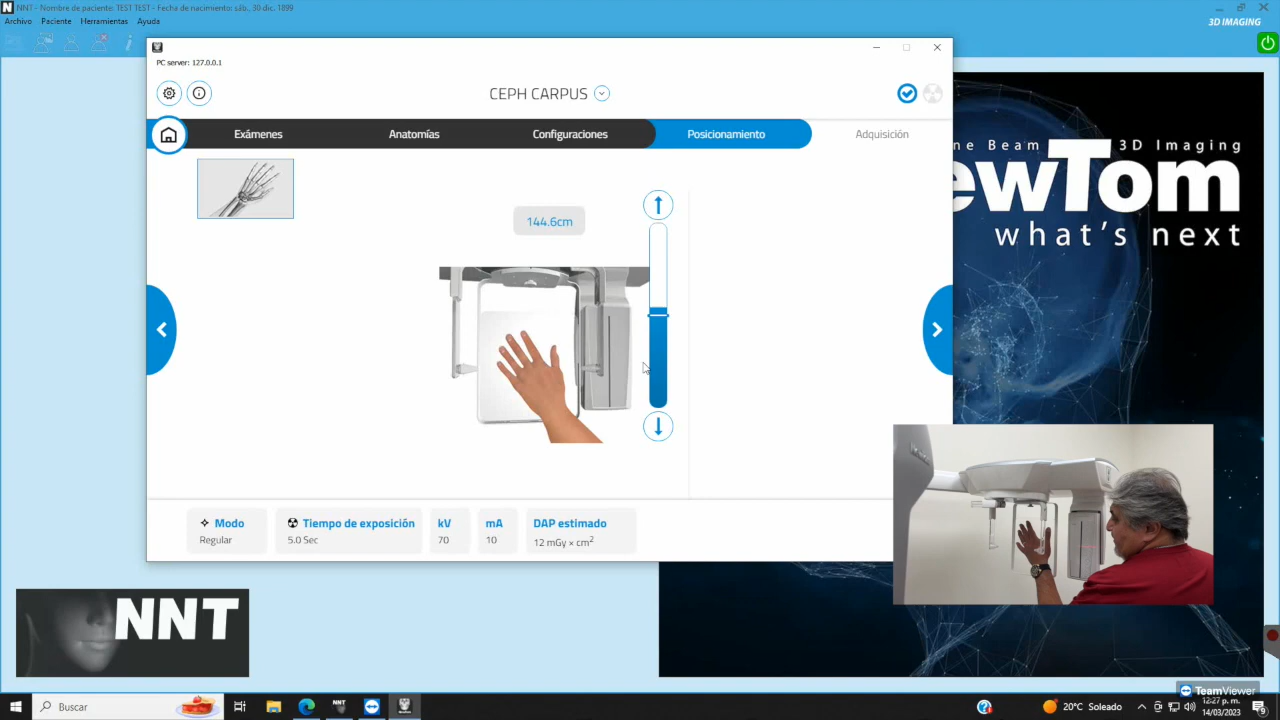 NNT - Nombre de paciente: TEST TEST - Fecha de nacimiento: sáb., 30 dic. 1899
Archivo Paciente Herramientas Ayuda
3D IMAGING
PC server: 127.0.0.1
CEPH CARPUS
Exámenes Anatomías Configuraciones Posicionamiento Adquisición
ne Beam 3D Imaging
ewTom
what's next
144.6cm
Modo
Regular
Tiempo de exposición
5.0 Sec
kV
70
mA
10
DAP estimado
12 mGy × cm²
NNT
TeamViewer
Buscar
NNT
20°C Soleado
12:27 p. m.
14/03/2023
9